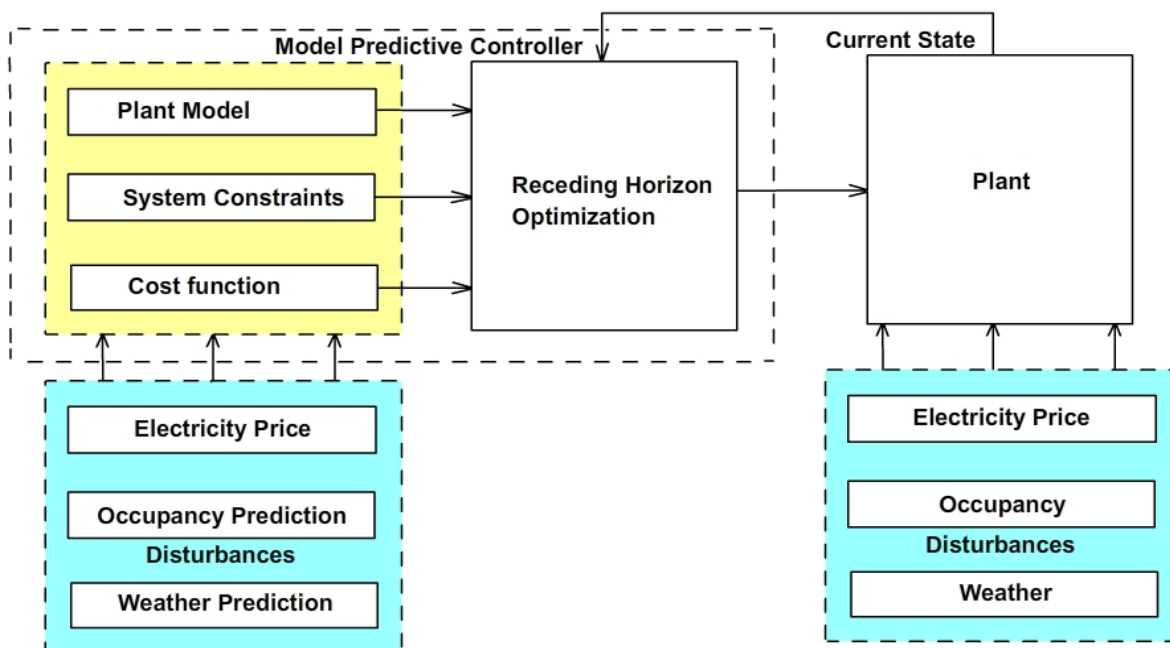 Model Predictive Controller
Current State
Plant Model
System Constraints
Cost function
Receding Horizon
Optimization
Plant
Electricity Price
Occupancy Prediction
Disturbances
Weather Prediction
Electricity Price
Occupancy
Disturbances
Weather